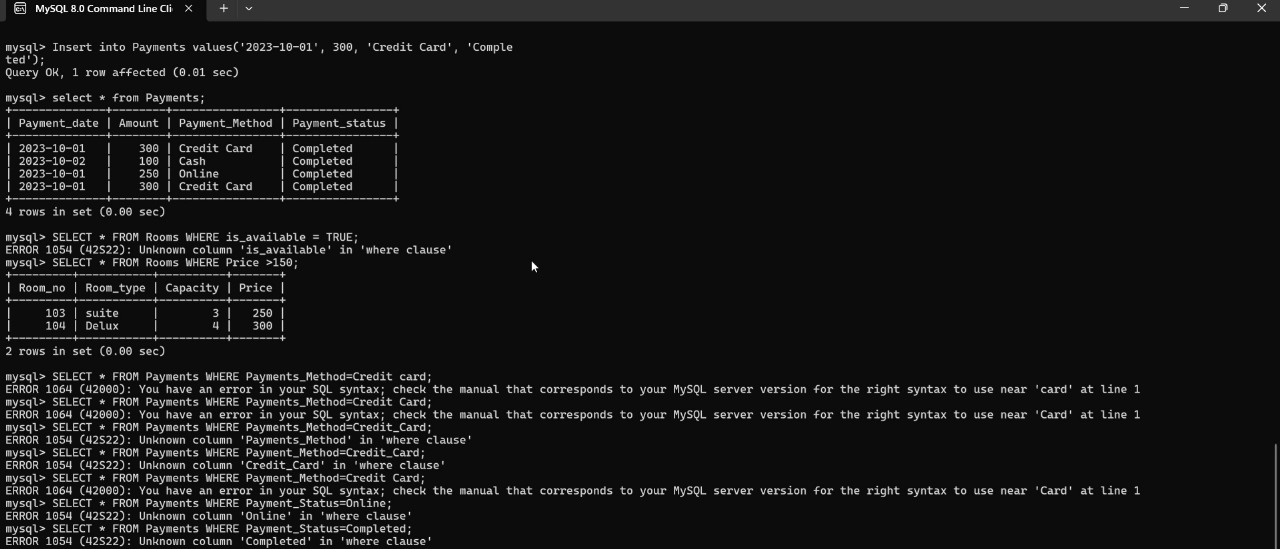 MySQL 8.0 Command Line Cli
mysql> Insert into Payments values('2023-10-01', 300, 'Credit Card', 'Comple
ted');
Query OK, 1 row affected (0.01 sec)
mysql> select * from Payments;
+--------------+--------+----------------+----------------+
| Payment_date | Amount | Payment_Method | Payment_status |
+--------------+--------+----------------+----------------+
| 2023-10-01   |    300 | Credit Card    | Completed      |
| 2023-10-02   |    100 | Cash           | Completed      |
| 2023-10-01   |    250 | Online         | Completed      |
| 2023-10-01   |    300 | Credit Card    | Completed      |
+--------------+--------+----------------+----------------+
4 rows in set (0.00 sec)
mysql> SELECT * FROM Rooms WHERE is_available = TRUE;
ERROR 1054 (42S22): Unknown column 'is_available' in 'where clause'
mysql> SELECT * FROM Rooms WHERE Price >150;
+---------+-----------+----------+-------+
| Room_no | Room_type | Capacity | Price |
+---------+-----------+----------+-------+
|     103 | suite     |        3 |   250 |
|     104 | Delux     |        4 |   300 |
+---------+-----------+----------+-------+
2 rows in set (0.00 sec)
mysql> SELECT * FROM Payments WHERE Payments_Method=Credit card;
ERROR 1064 (42000): You have an error in your SQL syntax; check the manual that corresponds to your MySQL server version for the right syntax to use near 'card' at line 1
mysql> SELECT * FROM Payments WHERE Payments_Method=Credit Card;
ERROR 1064 (42000): You have an error in your SQL syntax; check the manual that corresponds to your MySQL server version for the right syntax to use near 'Card' at line 1
mysql> SELECT * FROM Payments WHERE Payments_Method=Credit_Card;
ERROR 1054 (42S22): Unknown column 'Payments_Method' in 'where clause'
mysql> SELECT * FROM Payments WHERE Payment_Method=Credit_Card;
ERROR 1054 (42S22): Unknown column 'Credit_Card' in 'where clause'
mysql> SELECT * FROM Payments WHERE Payment_Method=Credit Card;
ERROR 1064 (42000): You have an error in your SQL syntax; check the manual that corresponds to your MySQL server version for the right syntax to use near 'Card' at line 1
mysql> SELECT * FROM Payments WHERE Payment_Status=Online;
ERROR 1054 (42S22): Unknown column 'Online' in 'where clause'
mysql> SELECT * FROM Payments WHERE Payment_Status=Completed;
ERROR 1054 (42S22): Unknown column 'Completed' in 'where clause'